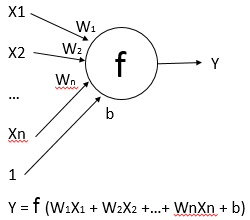 X1
W1
X2
W2
f
Y
Wn
...
b
Xn
1
Y = f (W1X1 + W2X2 +...+ WnXn + b)